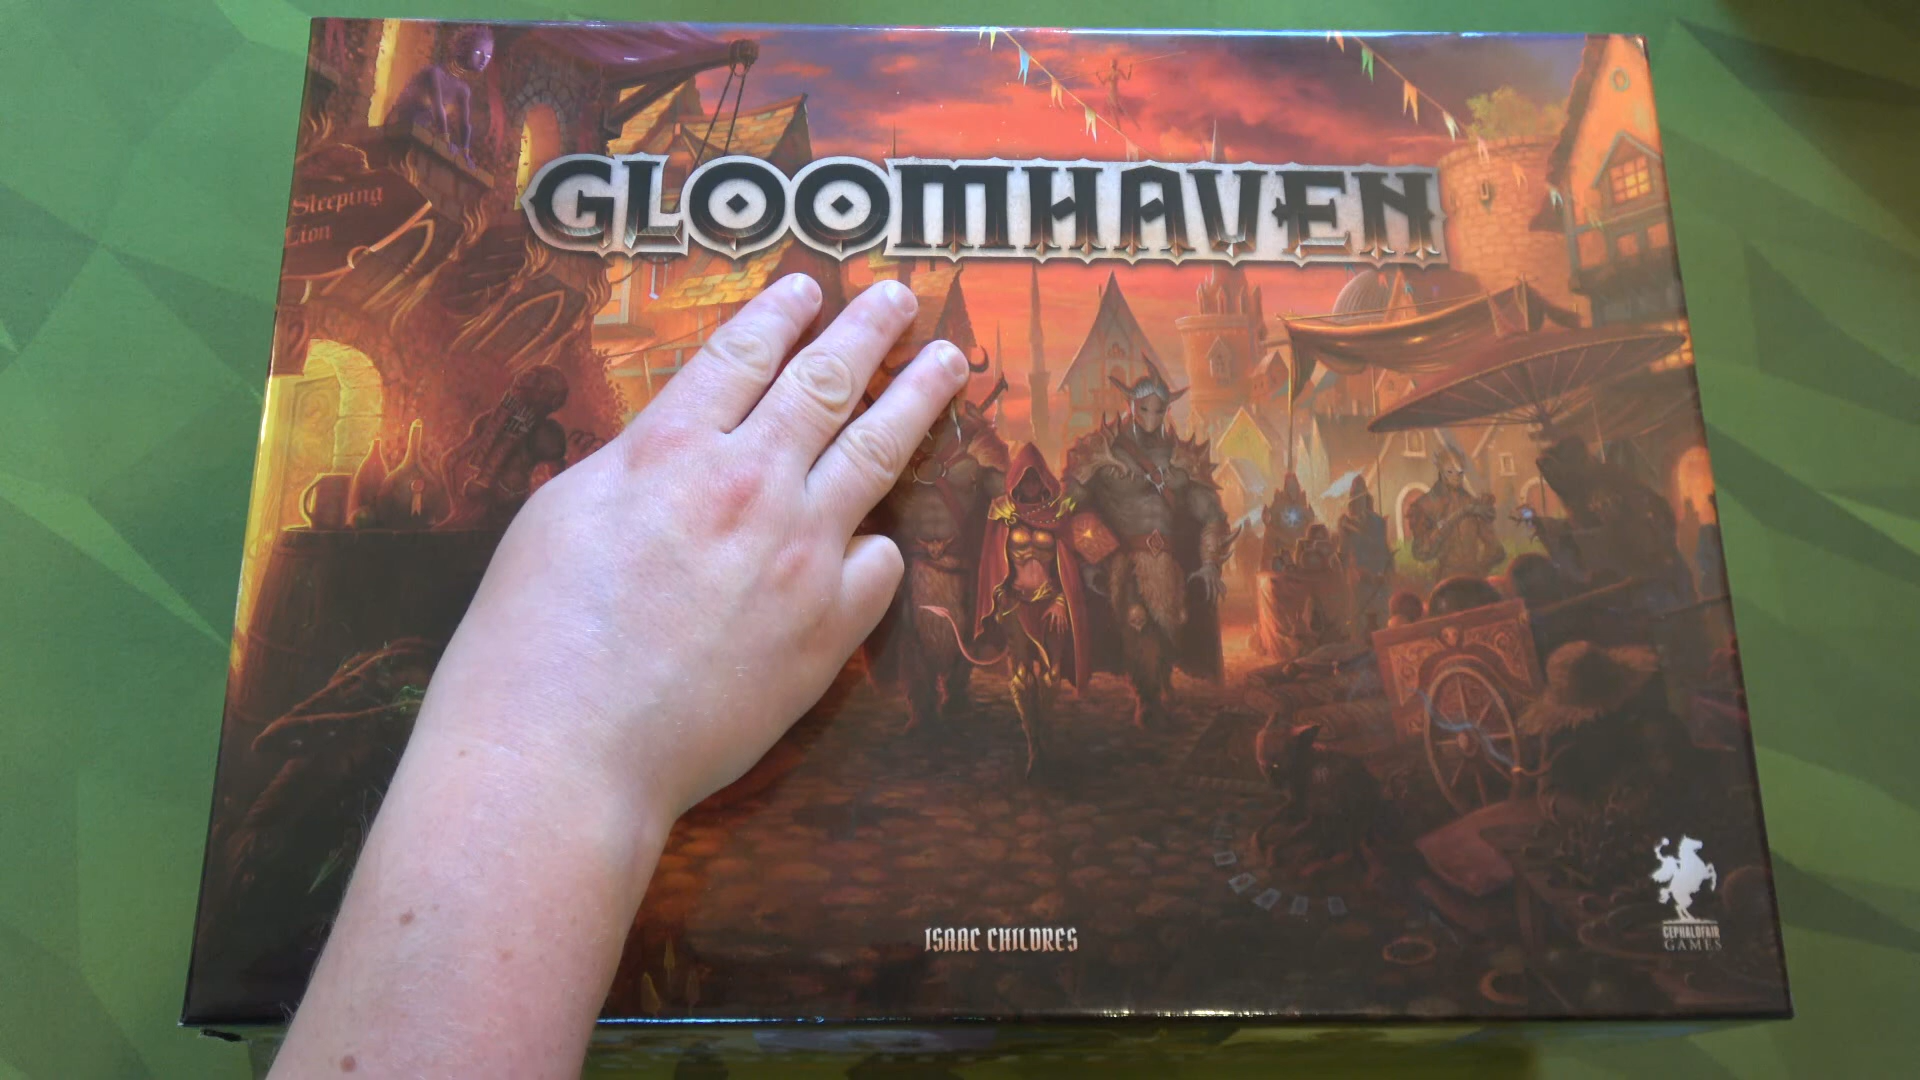 Sleeping
Lion
GLOOMHAVEN
ISAAC CHILDRES
CEPHALOFAIR
GAMES